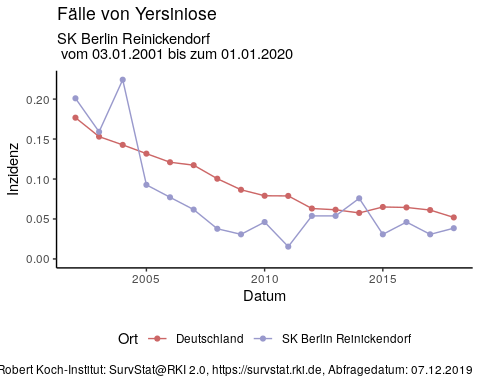 Fälle von Yersiniose
SK Berlin Reinickendorf
vom 03.01.2001 bis zum 01.01.2020
Inzidenz
0.20
0.15
0.10
0.05
0.00
2005 2010 2015
Datum
Ort Deutschland SK Berlin Reinickendorf
Robert Koch-Institut: SurvStat@RKI 2.0, https://survstat.rki.de, Abfragedatum: 07.12.2019